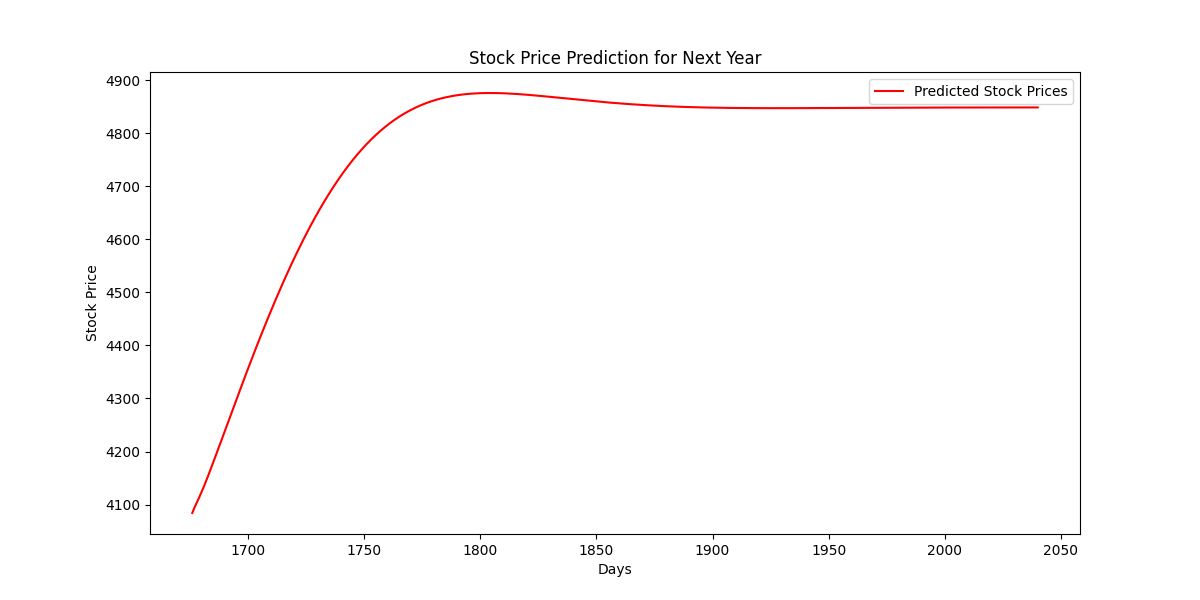 Stock Price Prediction for Next Year
Predicted Stock Prices
Stock Price
4900
4800
4700
4600
4500
4400
4300
4200
4100
1700 1750 1800 1850 1900 1950 2000 2050
Days